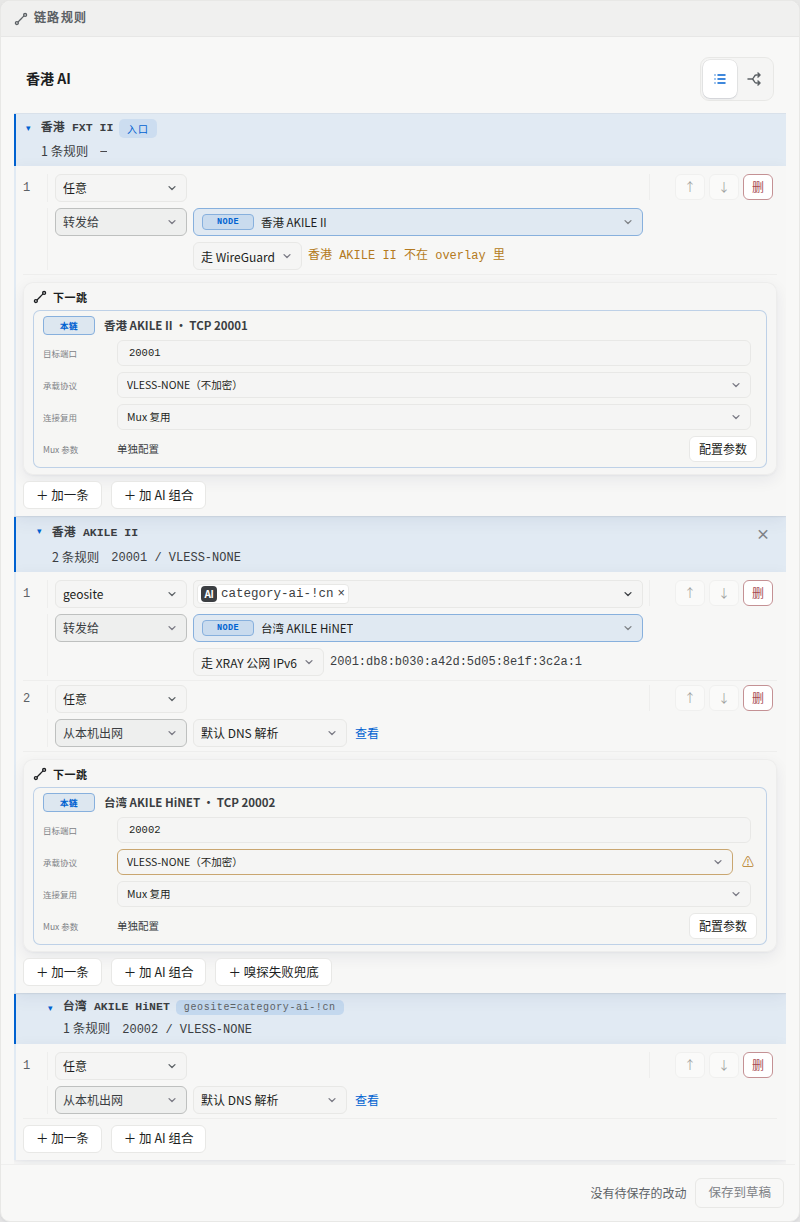 链路规则
香港 AI
香港 FXT II 入口
1 条规则 —
1 任意 ↑ ↓ 删
转发给 NODE 香港 AKILE II
走 WireGuard 香港 AKILE II 不在 overlay 里
下一跳
本链 香港 AKILE II • TCP 20001
目标端口 20001
承载协议 VLESS-NONE（不加密）
连接复用 Mux 复用
Mux 参数 单独配置 配置参数
＋ 加一条 ＋ 加 AI 组合
香港 AKILE II ×
2 条规则 20001 / VLESS-NONE
1 geosite AI category-ai-!cn × ↑ ↓ 删
转发给 NODE 台湾 AKILE HiNET
走 XRAY 公网 IPv6 2001:db8:b030:a42d:5d05:8e1f:3c2a:1
2 任意 ↑ ↓ 删
从本机出网 默认 DNS 解析 查看
下一跳
本链 台湾 AKILE HiNET • TCP 20002
目标端口 20002
承载协议 VLESS-NONE（不加密）
连接复用 Mux 复用
Mux 参数 单独配置 配置参数
＋ 加一条 ＋ 加 AI 组合 ＋ 嗅探失败兜底
台湾 AKILE HiNET geosite=category-ai-!cn
1 条规则 20002 / VLESS-NONE
1 任意 ↑ ↓ 删
从本机出网 默认 DNS 解析 查看
＋ 加一条 ＋ 加 AI 组合
没有待保存的改动 保存到草稿